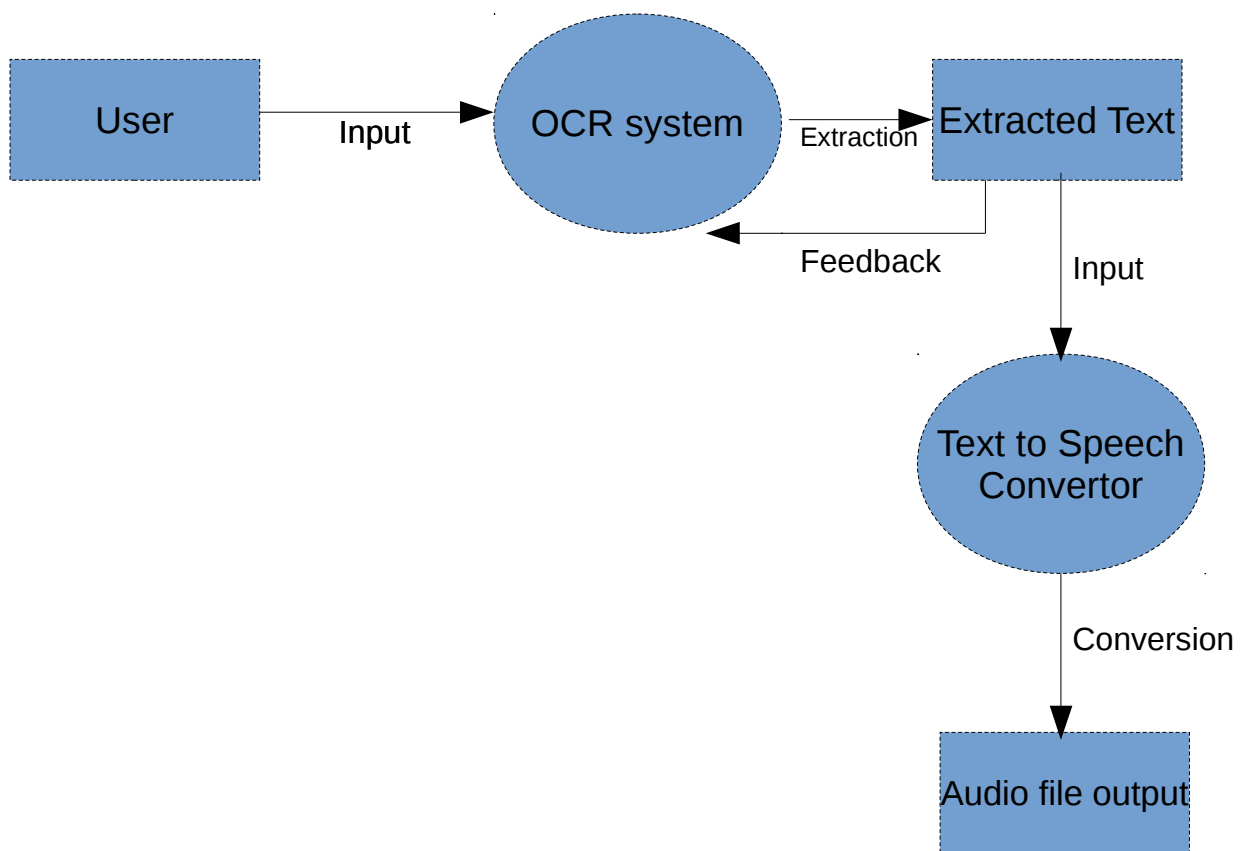 User
Input
OCR system
Extraction
Extracted Text
Feedback
Input
Text to Speech
Convertor
Conversion
Audio file output